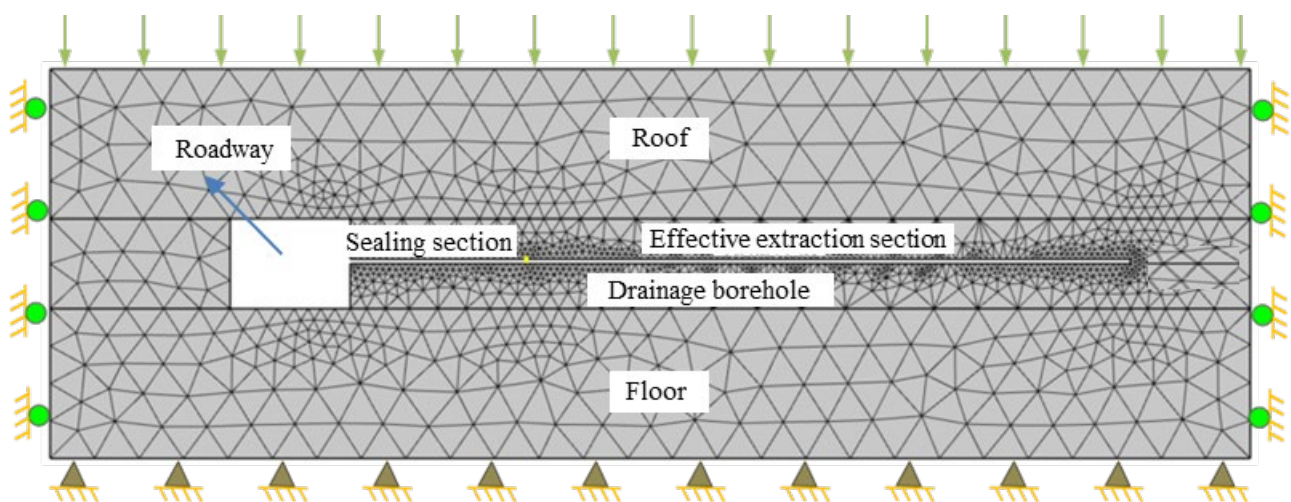 Roof
Roadway
Sealing section
Effective extraction section
Drainage borehole
Floor